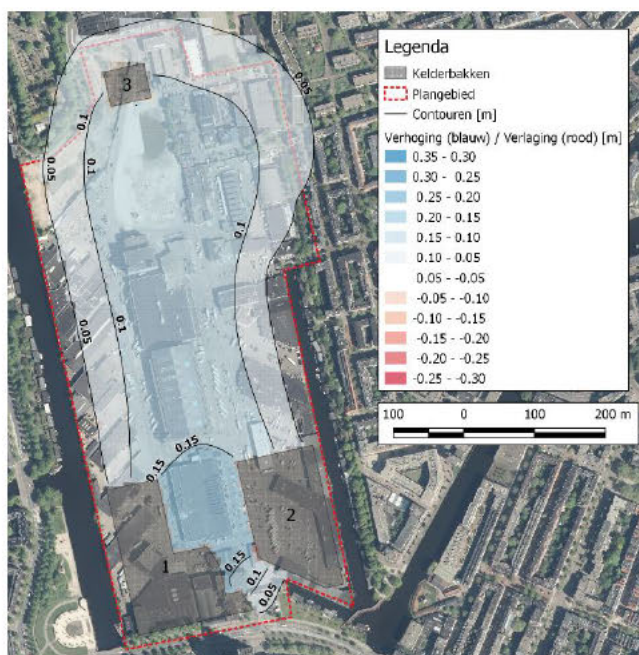 Legenda
Kelderbakken
Plangebied
Contouren [m]
Verhoging (blauw) / Verlaging (rood) [m]
0.35 - 0.30
0.30 - 0.25
0.25 - 0.20
0.20 - 0.15
0.15 - 0.10
0.10 - 0.05
0.05 - -0.05
-0.05 - -0.10
-0.10 - -0.15
-0.15 - -0.20
-0.20 - -0.25
-0.25 - -0.30
100 0 100 200 m
0.05
3
0.1
0.05
0.1
0.1
0.05
0.1
0.15
0.15
2
1
0.15
0.1
0.05